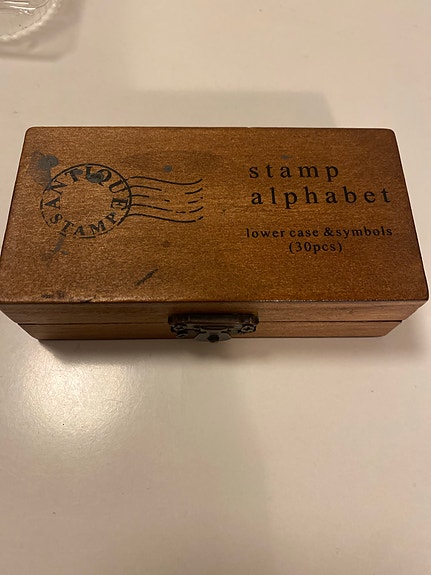 ANTIQUE
STAMP
stamp
alphabet
lower case &symbols
(30pcs)